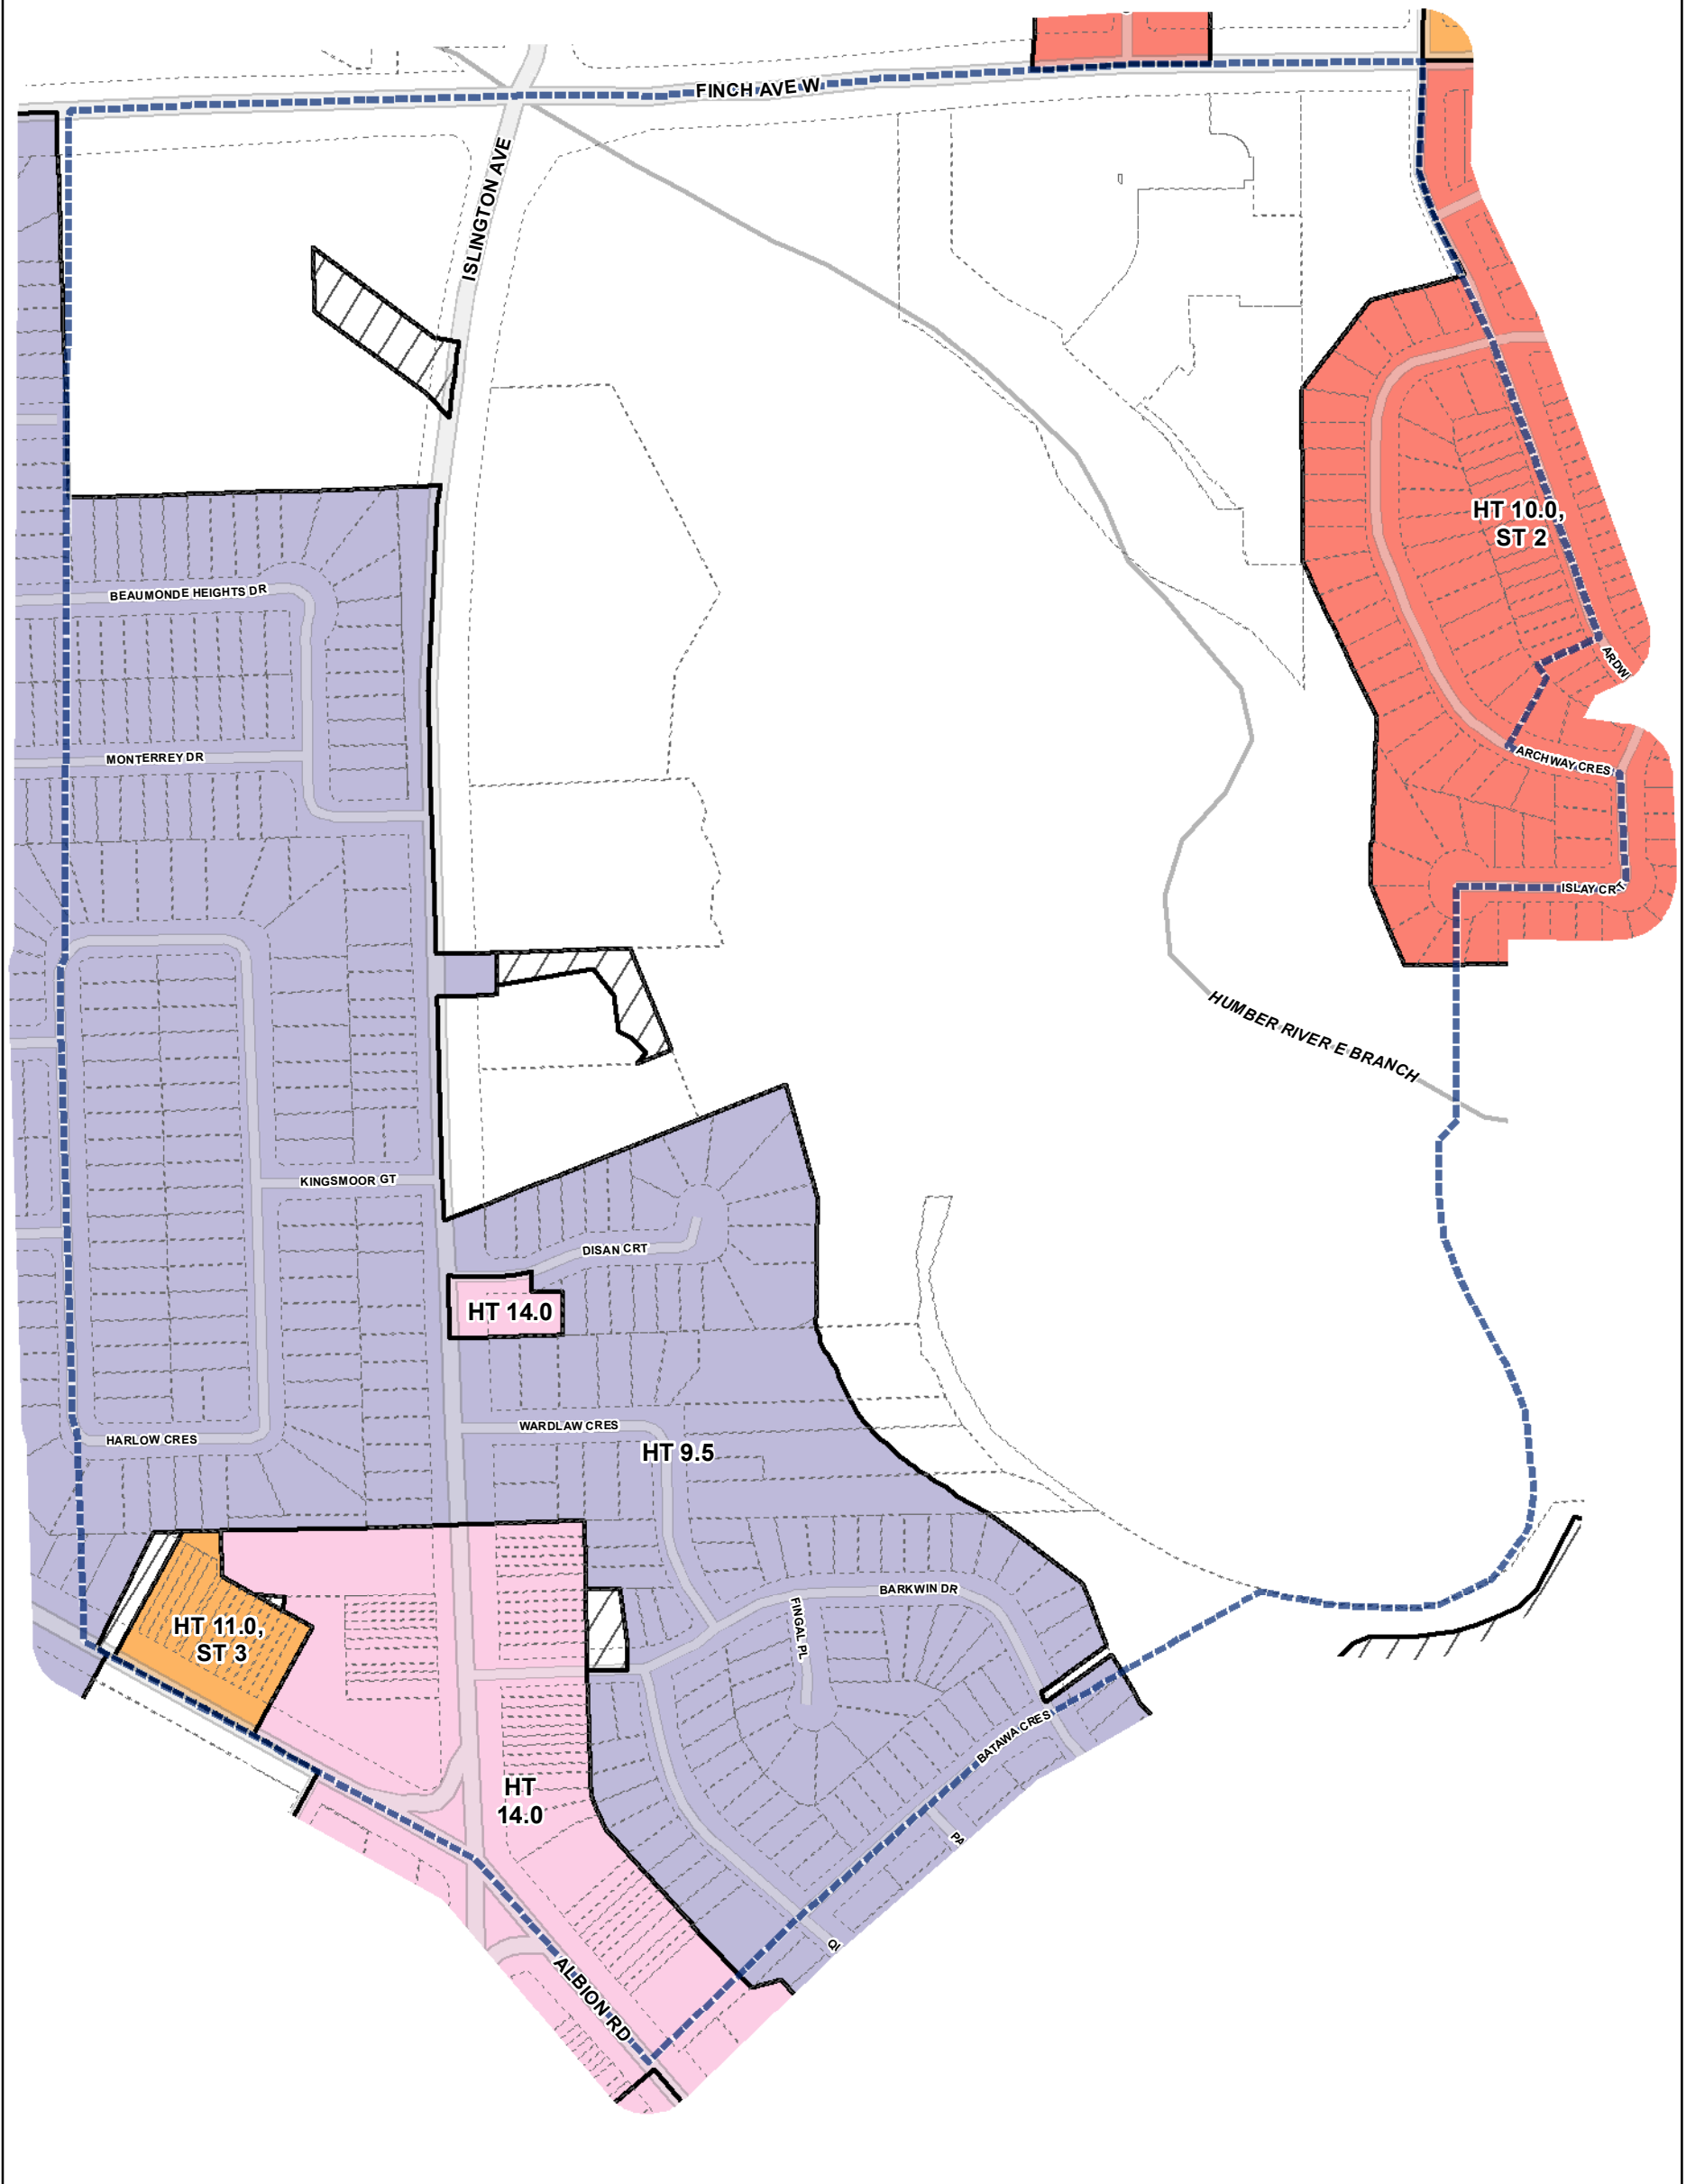 FINCH AVE W
ISLINGTON AVE
HT 10.0,
ST 2
BEAUMONDE HEIGHTS DR
ARDWI
MONTERREY DR
ARCHWAY CRES
ISLAY CRT
HUMBER RIVER E BRANCH
KINGSMOOR GT
DISAN CRT
HT 14.0
WARDLAW CRES
HARLOW CRES
HT 9.5
BARKWIN DR
FINGAL PL
HT 11.0,
ST 3
BATAWA CRES
HT
14.0
PA
ALBION RD